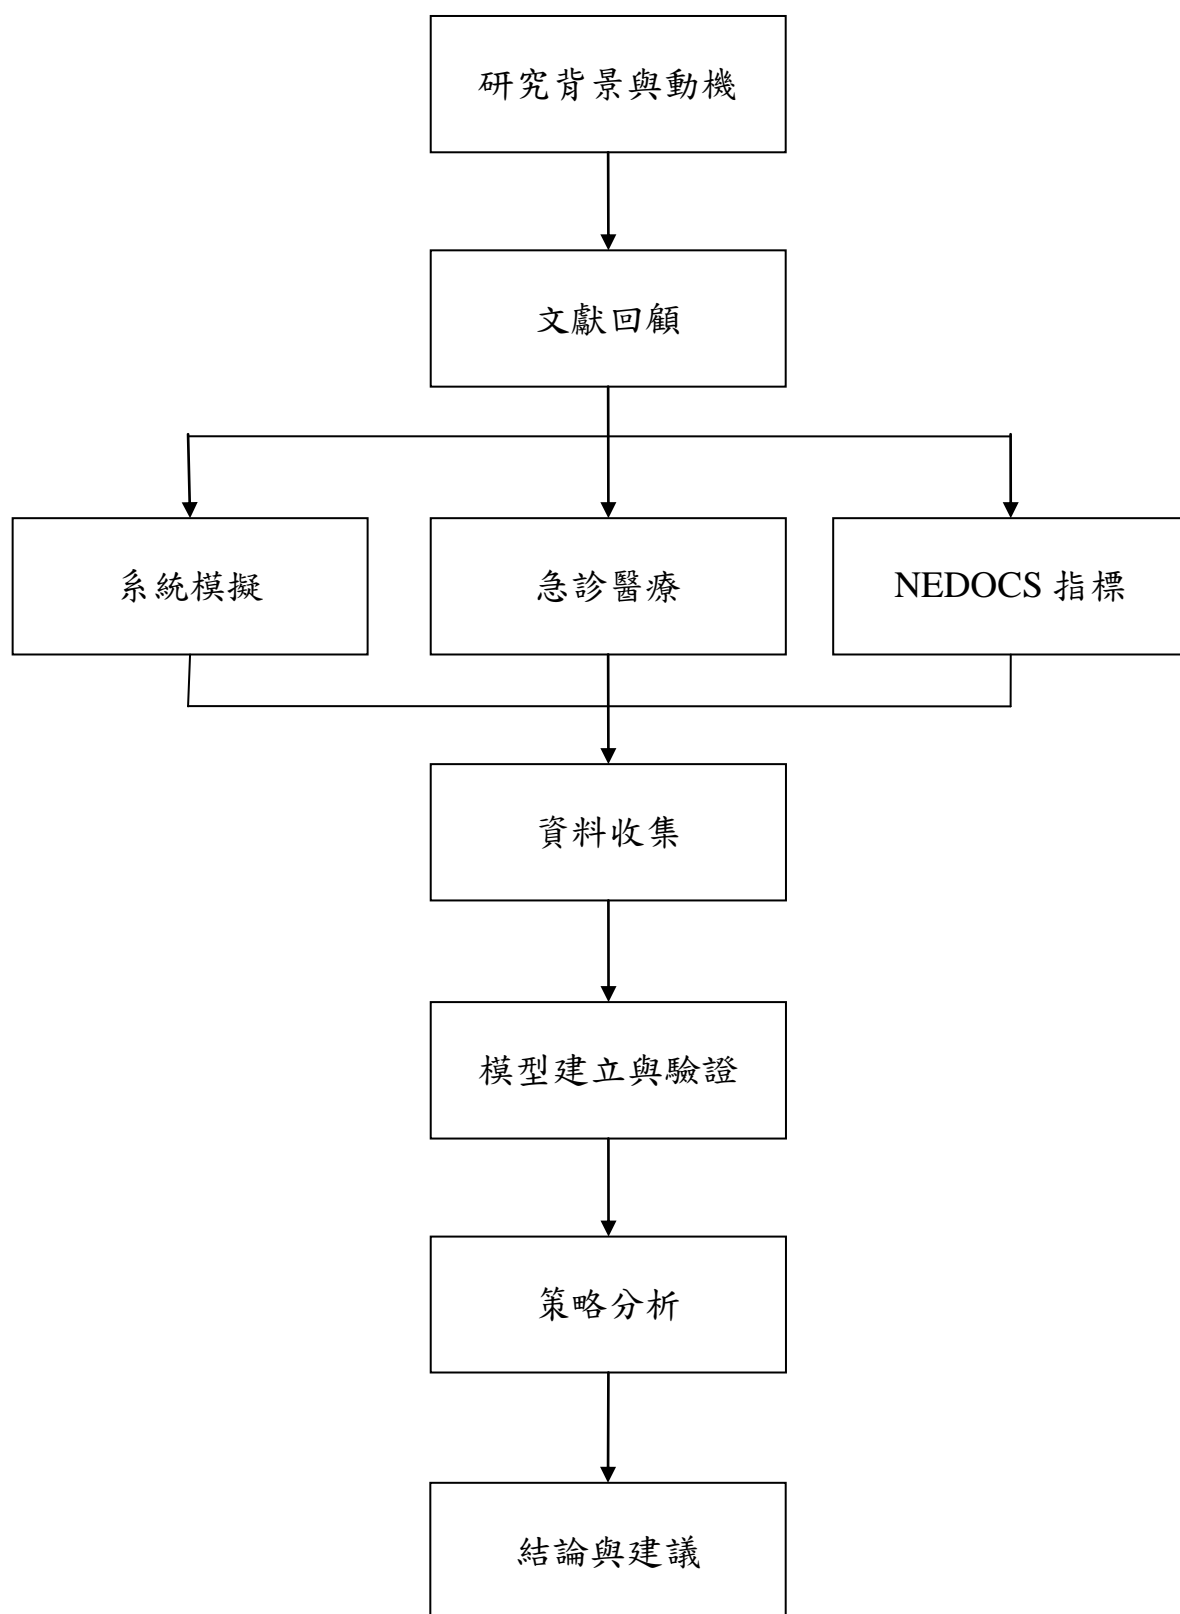 研究背景與動機
文獻回顧
系統模擬
急診醫療
NEDOCS 指標
資料收集
模型建立與驗證
策略分析
結論與建議